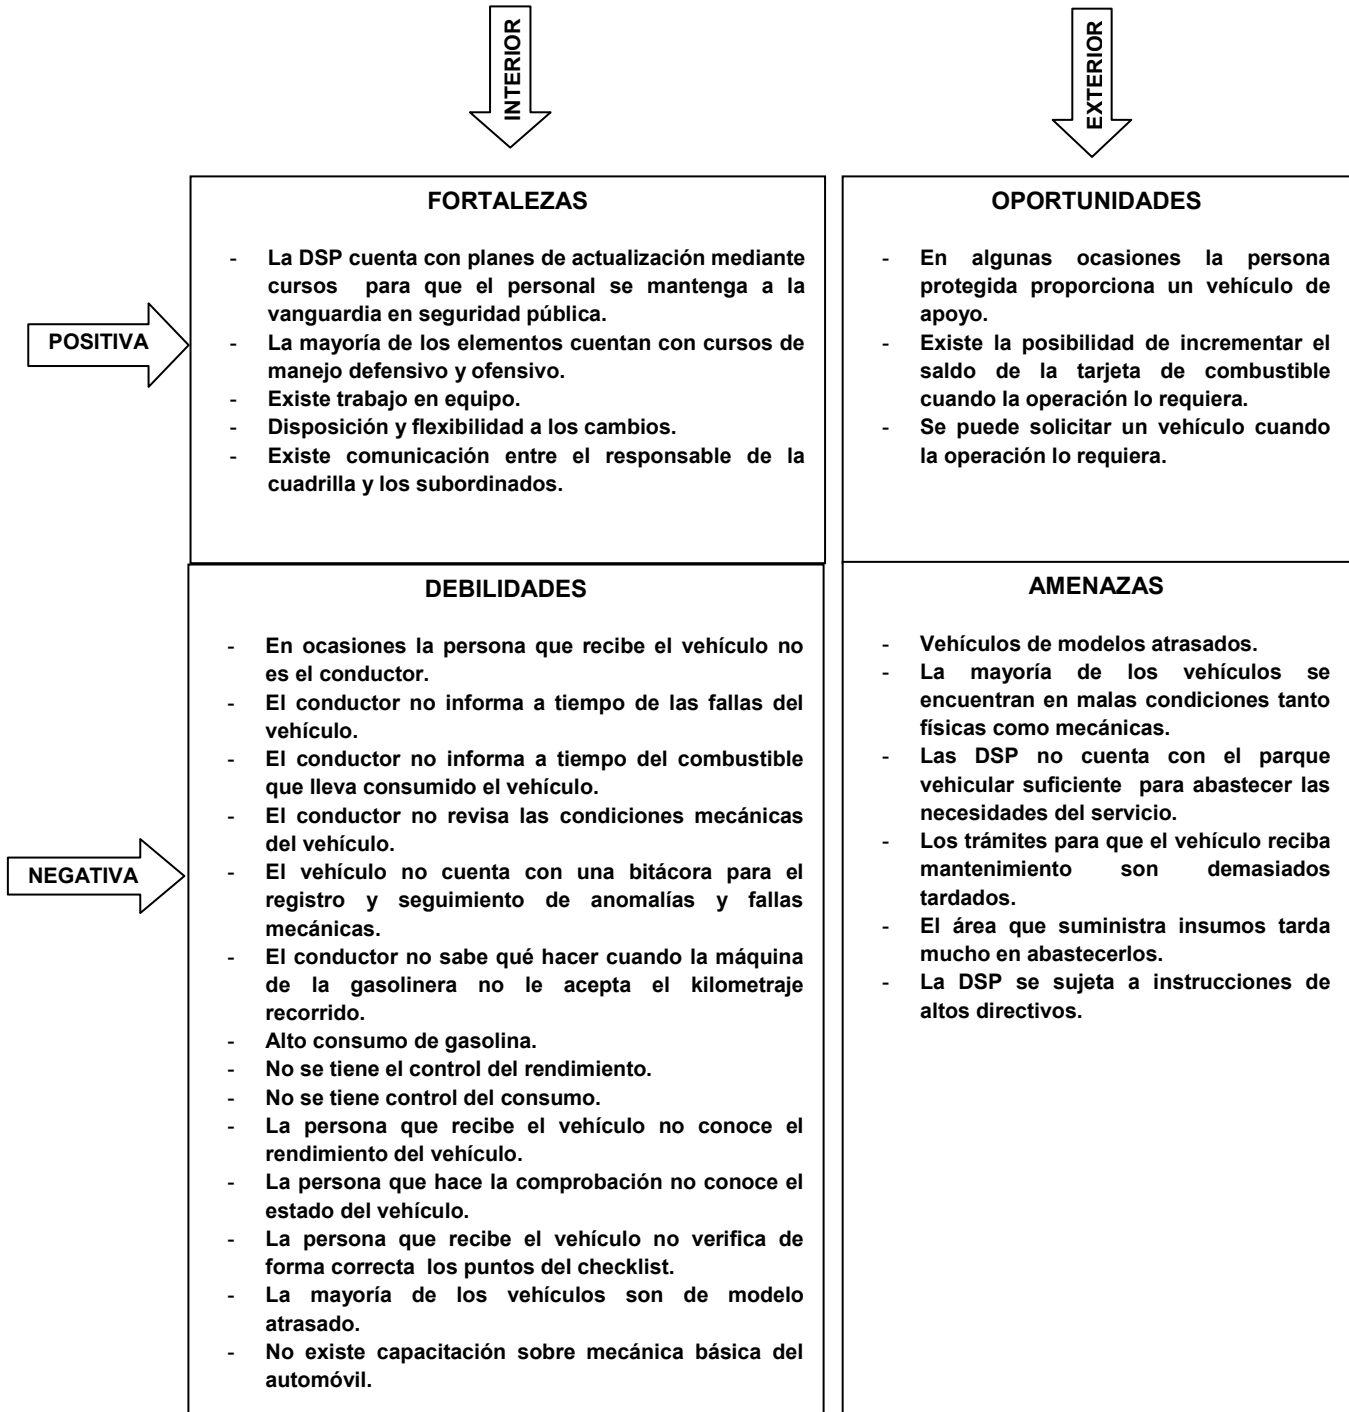 INTERIOR
EXTERIOR
POSITIVA
FORTALEZAS
- La DSP cuenta con planes de actualización mediante
cursos para que el personal se mantenga a la
vanguardia en seguridad pública.
- La mayoría de los elementos cuentan con cursos de
manejo defensivo y ofensivo.
- Existe trabajo en equipo.
- Disposición y flexibilidad a los cambios.
- Existe comunicación entre el responsable de la
cuadrilla y los subordinados.
OPORTUNIDADES
- En algunas ocasiones la persona
protegida proporciona un vehículo de
apoyo.
- Existe la posibilidad de incrementar el
saldo de la tarjeta de combustible
cuando la operación lo requiera.
- Se puede solicitar un vehículo cuando
la operación lo requiera.
NEGATIVA
DEBILIDADES
- En ocasiones la persona que recibe el vehículo no
es el conductor.
- El conductor no informa a tiempo de las fallas del
vehículo.
- El conductor no informa a tiempo del combustible
que lleva consumido el vehículo.
- El conductor no revisa las condiciones mecánicas
del vehículo.
- El vehículo no cuenta con una bitácora para el
registro y seguimiento de anomalías y fallas
mecánicas.
- El conductor no sabe qué hacer cuando la máquina
de la gasolinera no le acepta el kilometraje
recorrido.
- Alto consumo de gasolina.
- No se tiene el control del rendimiento.
- No se tiene control del consumo.
- La persona que recibe el vehículo no conoce el
rendimiento del vehículo.
- La persona que hace la comprobación no conoce el
estado del vehículo.
- La persona que recibe el vehículo no verifica de
forma correcta los puntos del checklist.
- La mayoría de los vehículos son de modelo
atrasado.
- No existe capacitación sobre mecánica básica del
automóvil.
AMENAZAS
- Vehículos de modelos atrasados.
- La mayoría de los vehículos se
encuentran en malas condiciones tanto
físicas como mecánicas.
- Las DSP no cuenta con el parque
vehicular suficiente para abastecer las
necesidades del servicio.
- Los trámites para que el vehículo reciba
mantenimiento son demasiados
tardados.
- El área que suministra insumos tarda
mucho en abastecerlos.
- La DSP se sujeta a instrucciones de
altos directivos.